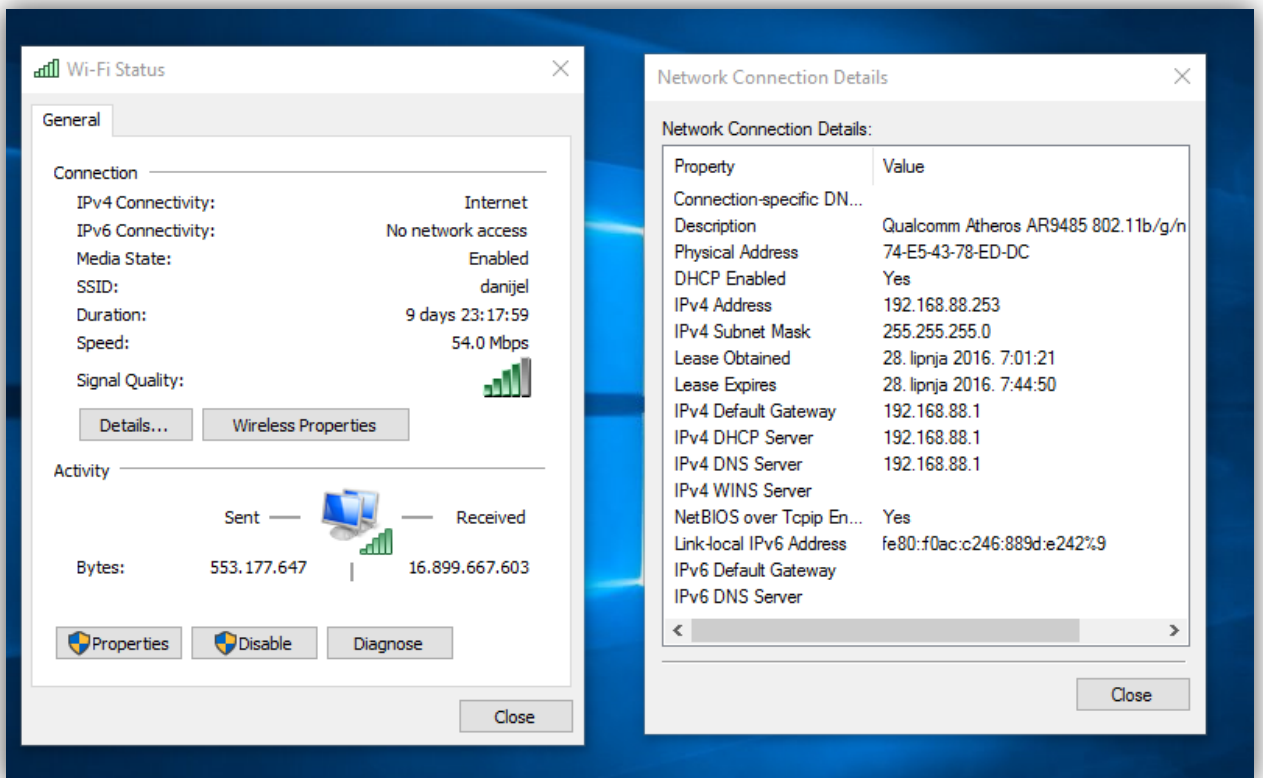 Wi-Fi Status
General
Connection
IPv4 Connectivity: Internet
IPv6 Connectivity: No network access
Media State: Enabled
SSID: danijel
Duration: 9 days 23:17:59
Speed: 54.0 Mbps
Signal Quality:
Details... Wireless Properties
Activity
Sent Received
Bytes: 553.177.647 16.899.667.603
Properties Disable Diagnose
Close
Network Connection Details
Network Connection Details:
Property Value
Connection-specific DN...
Description Qualcomm Atheros AR9485 802.11b/g/n
Physical Address 74-E5-43-78-ED-DC
DHCP Enabled Yes
IPv4 Address 192.168.88.253
IPv4 Subnet Mask 255.255.255.0
Lease Obtained 28. lipnja 2016. 7:01:21
Lease Expires 28. lipnja 2016. 7:44:50
IPv4 Default Gateway 192.168.88.1
IPv4 DHCP Server 192.168.88.1
IPv4 DNS Server 192.168.88.1
IPv4 WINS Server
NetBIOS over Tcpip En... Yes
Link-local IPv6 Address fe80::f0ac:c246:889d:e242%9
IPv6 Default Gateway
IPv6 DNS Server
Close